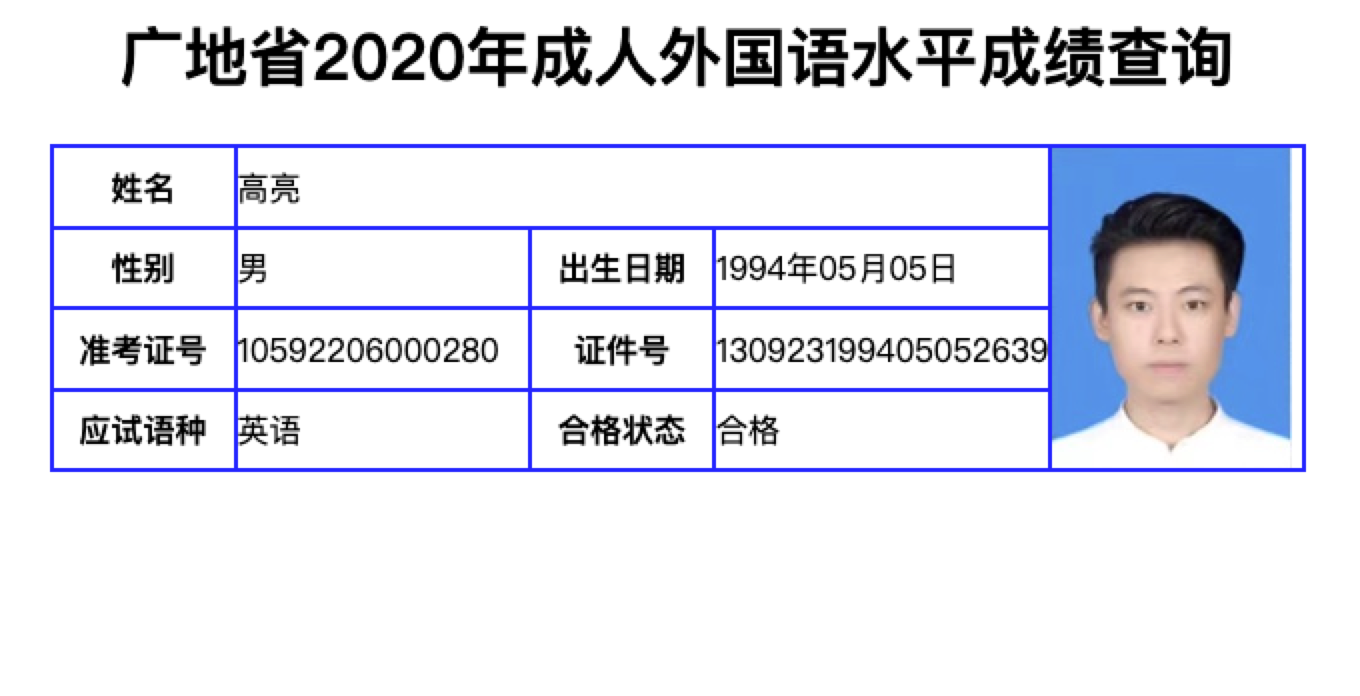 广地省2020年成人外国语水平成绩查询
姓名 高亮
性别 男 出生日期 1994年05月05日
准考证号 10592206000280 证件号 130923199405052639
应试语种 英语 合格状态 合格